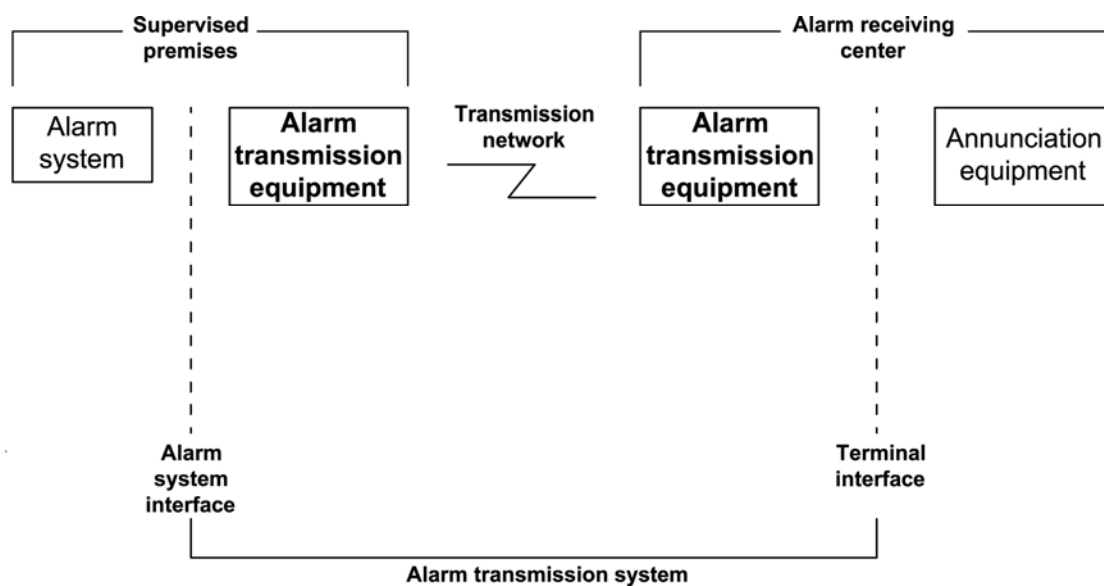 Supervised
premises
Alarm receiving
center
Alarm
system
Alarm
transmission
equipment
Transmission
network
Alarm
transmission
equipment
Annunciation
equipment
Alarm
system
interface
Terminal
interface
Alarm transmission system